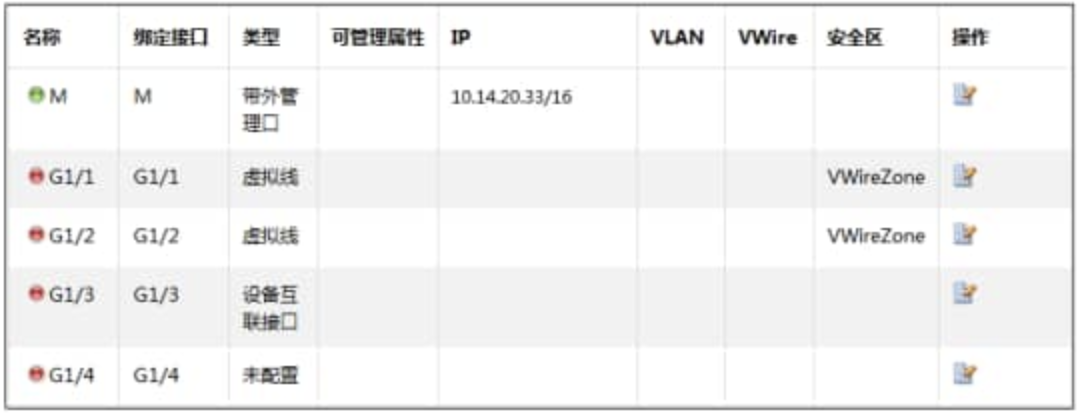 名称 绑定接口 类型 可管理属性 IP VLAN VWire 安全区 操作
M M 带外管 10.14.20.33/16
理口
G1/1 G1/1 虚拟线 VWireZone
G1/2 G1/2 虚拟线 VWireZone
G1/3 G1/3 设备互
联接口
G1/4 G1/4 未配置